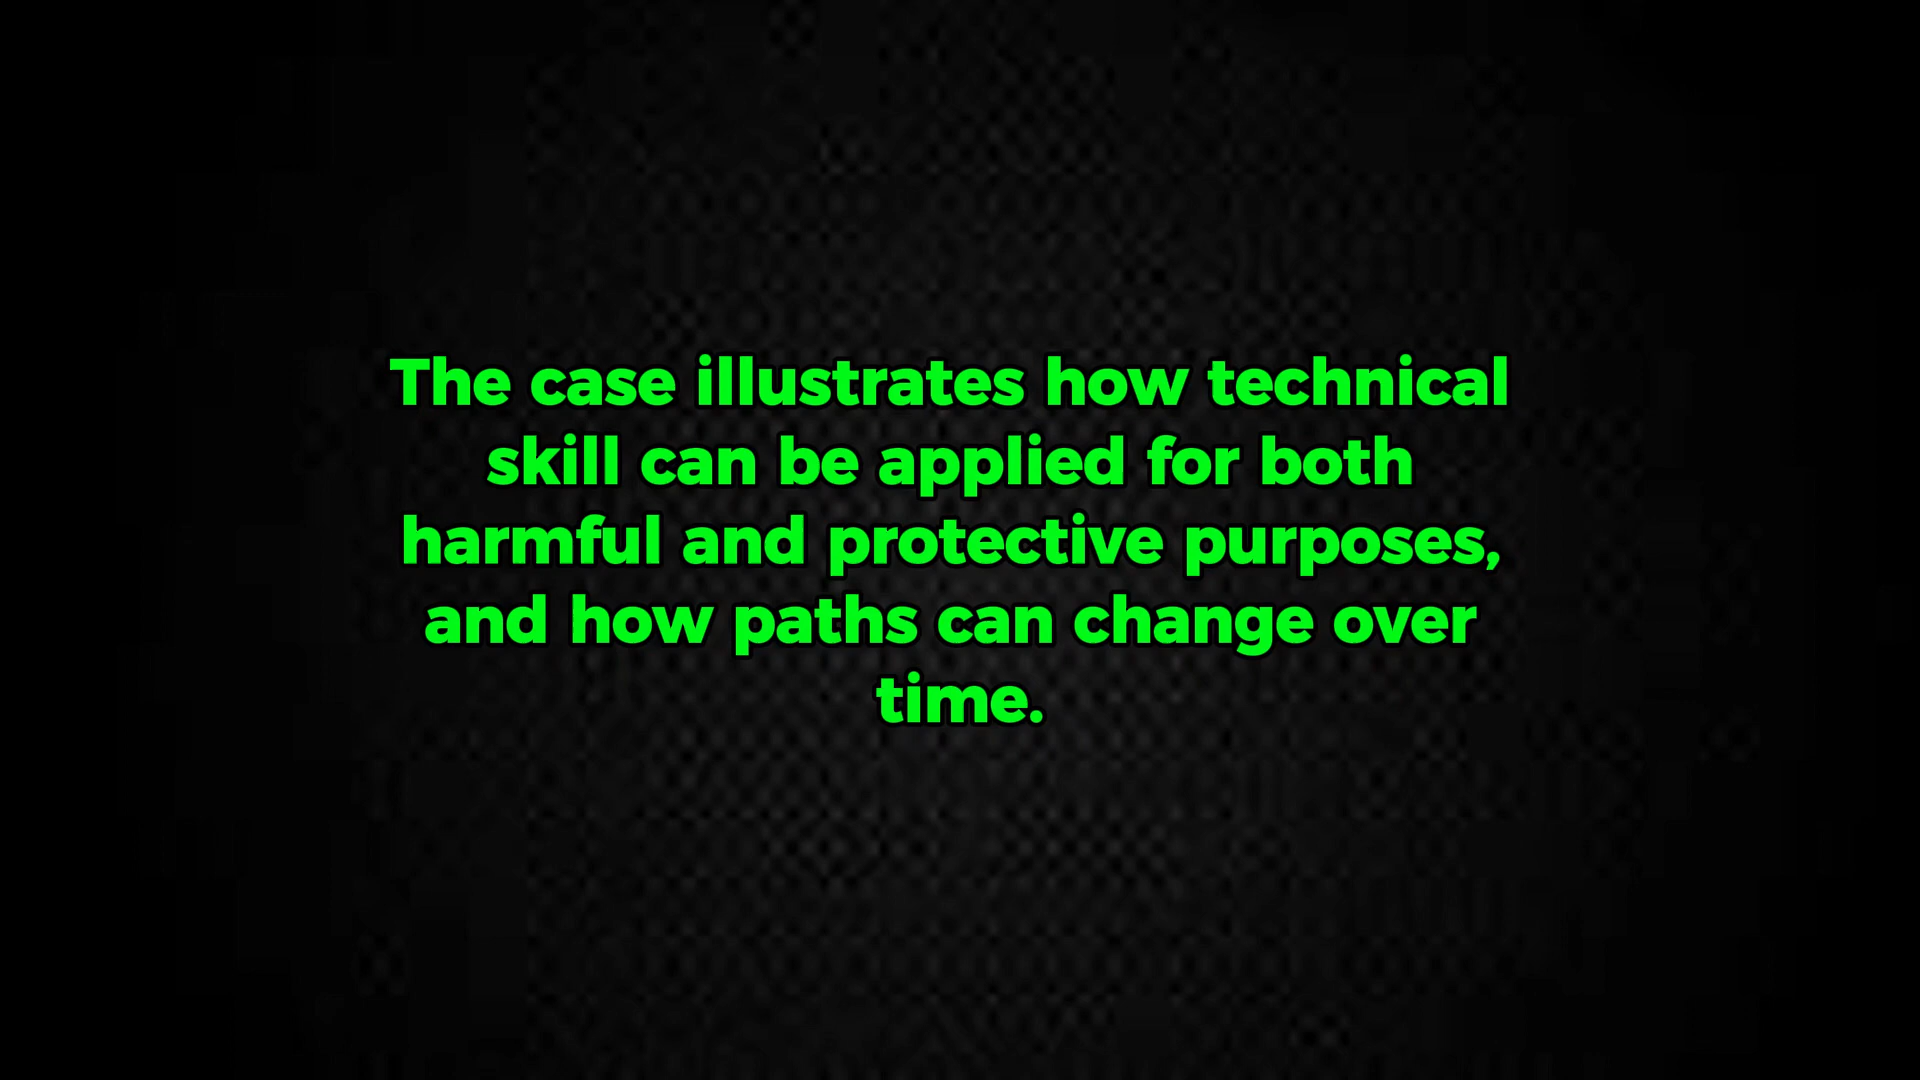 The case illustrates how technical
skill can be applied for both
harmful and protective purposes,
and how paths can change over
time.